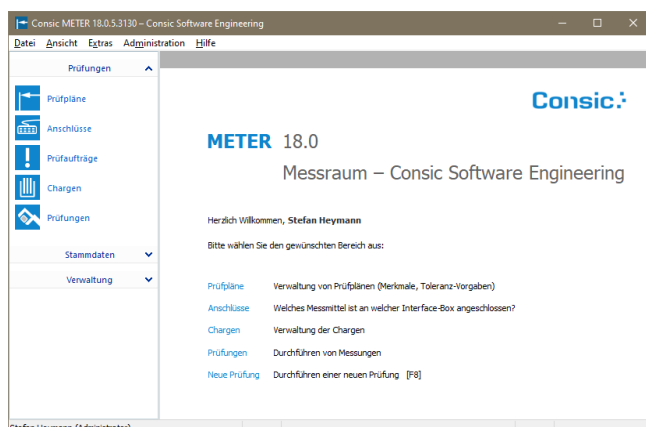 Consic METER 18.0.5.3130 – Consic Software Engineering
Datei Ansicht Extras Administration Hilfe
Prüfungen
Prüfpläne
Anschlüsse
Prüfaufträge
Chargen
Prüfungen
Stammdaten
Verwaltung
Consic
METER 18.0
Messraum – Consic Software Engineering
Herzlich Willkommen, Stefan Heymann
Bitte wählen Sie den gewünschten Bereich aus:
Prüfpläne Verwaltung von Prüfplänen (Merkmale, Toleranz-Vorgaben)
Anschlüsse Welches Messmittel ist an welcher Interface-Box angeschlossen?
Chargen Verwaltung der Chargen
Prüfungen Durchführen von Messungen
Neue Prüfung Durchführen einer neuen Prüfung [F8]
Stefan Heymann (Administrator)